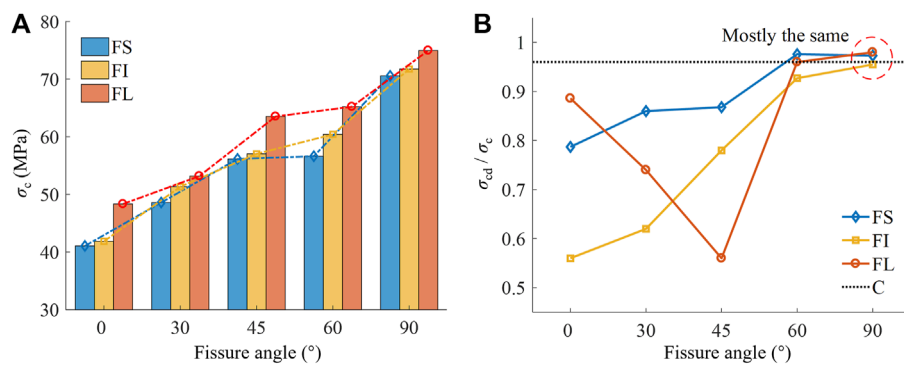 A
80
70
60
50
40
30
σc (MPa)
FS
FI
FL
0 30 45 60 90
Fissure angle (°)
B
Mostly the same
1
0.9
0.8
0.7
0.6
0.5
σcd / σc
FS
FI
FL
C
0 30 45 60 90
Fissure angle (°)